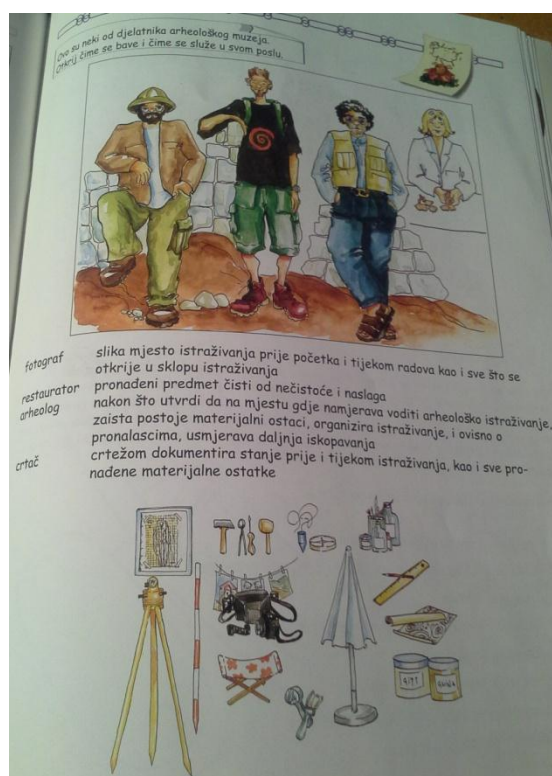 Ovo su neki od djelatnika arheološkog muzeja.
Otkrij čime se bave i čime se služe u svom poslu.
fotograf slika mjesto istraživanja prije početka i tijekom radova kao i sve što se
otkrije u sklopu istraživanja
restaurator pronađeni predmet čisti od nečistoće i naslaga
arheolog nakon što utvrdi da na mjestu gdje namjerava voditi arheološko istraživanje,
zaista postoje materijalni ostaci, organizira istraživanje, i ovisno o
pronalascima, usmjerava daljnja iskopavanja
crtač crtežom dokumentira stanje prije i tijekom istraživanja, kao i sve pro-
nađene materijalne ostatke